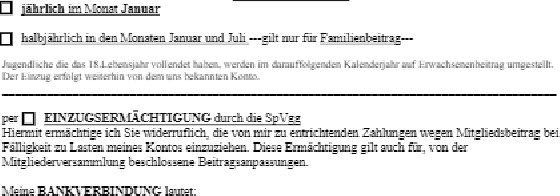 jährlich im Monat Januar
halbjährlich in den Monaten Januar und Juli ---gilt nur für Familienbeitrag---
Jugendliche die das 18.Lebensjahr vollendet haben, werden im darauffolgenden Kalenderjahr auf Erwachsenenbeitrag umgestellt.
Der Einzug erfolgt weiterhin von dem uns bekannten Konto.
per EINZUGSERMÄCHTIGUNG durch die SpVgg
Hiermit ermächtige ich Sie widerruflich, die von mir zu entrichtenden Zahlungen wegen Mitgliedsbeitrag bei
Fälligkeit zu Lasten meines Kontos einzuziehen. Diese Ermächtigung gilt auch für, von der
Mitgliederversammlung beschlossene Beitragsanpassungen.
Meine BANKVERBINDUNG lautet: